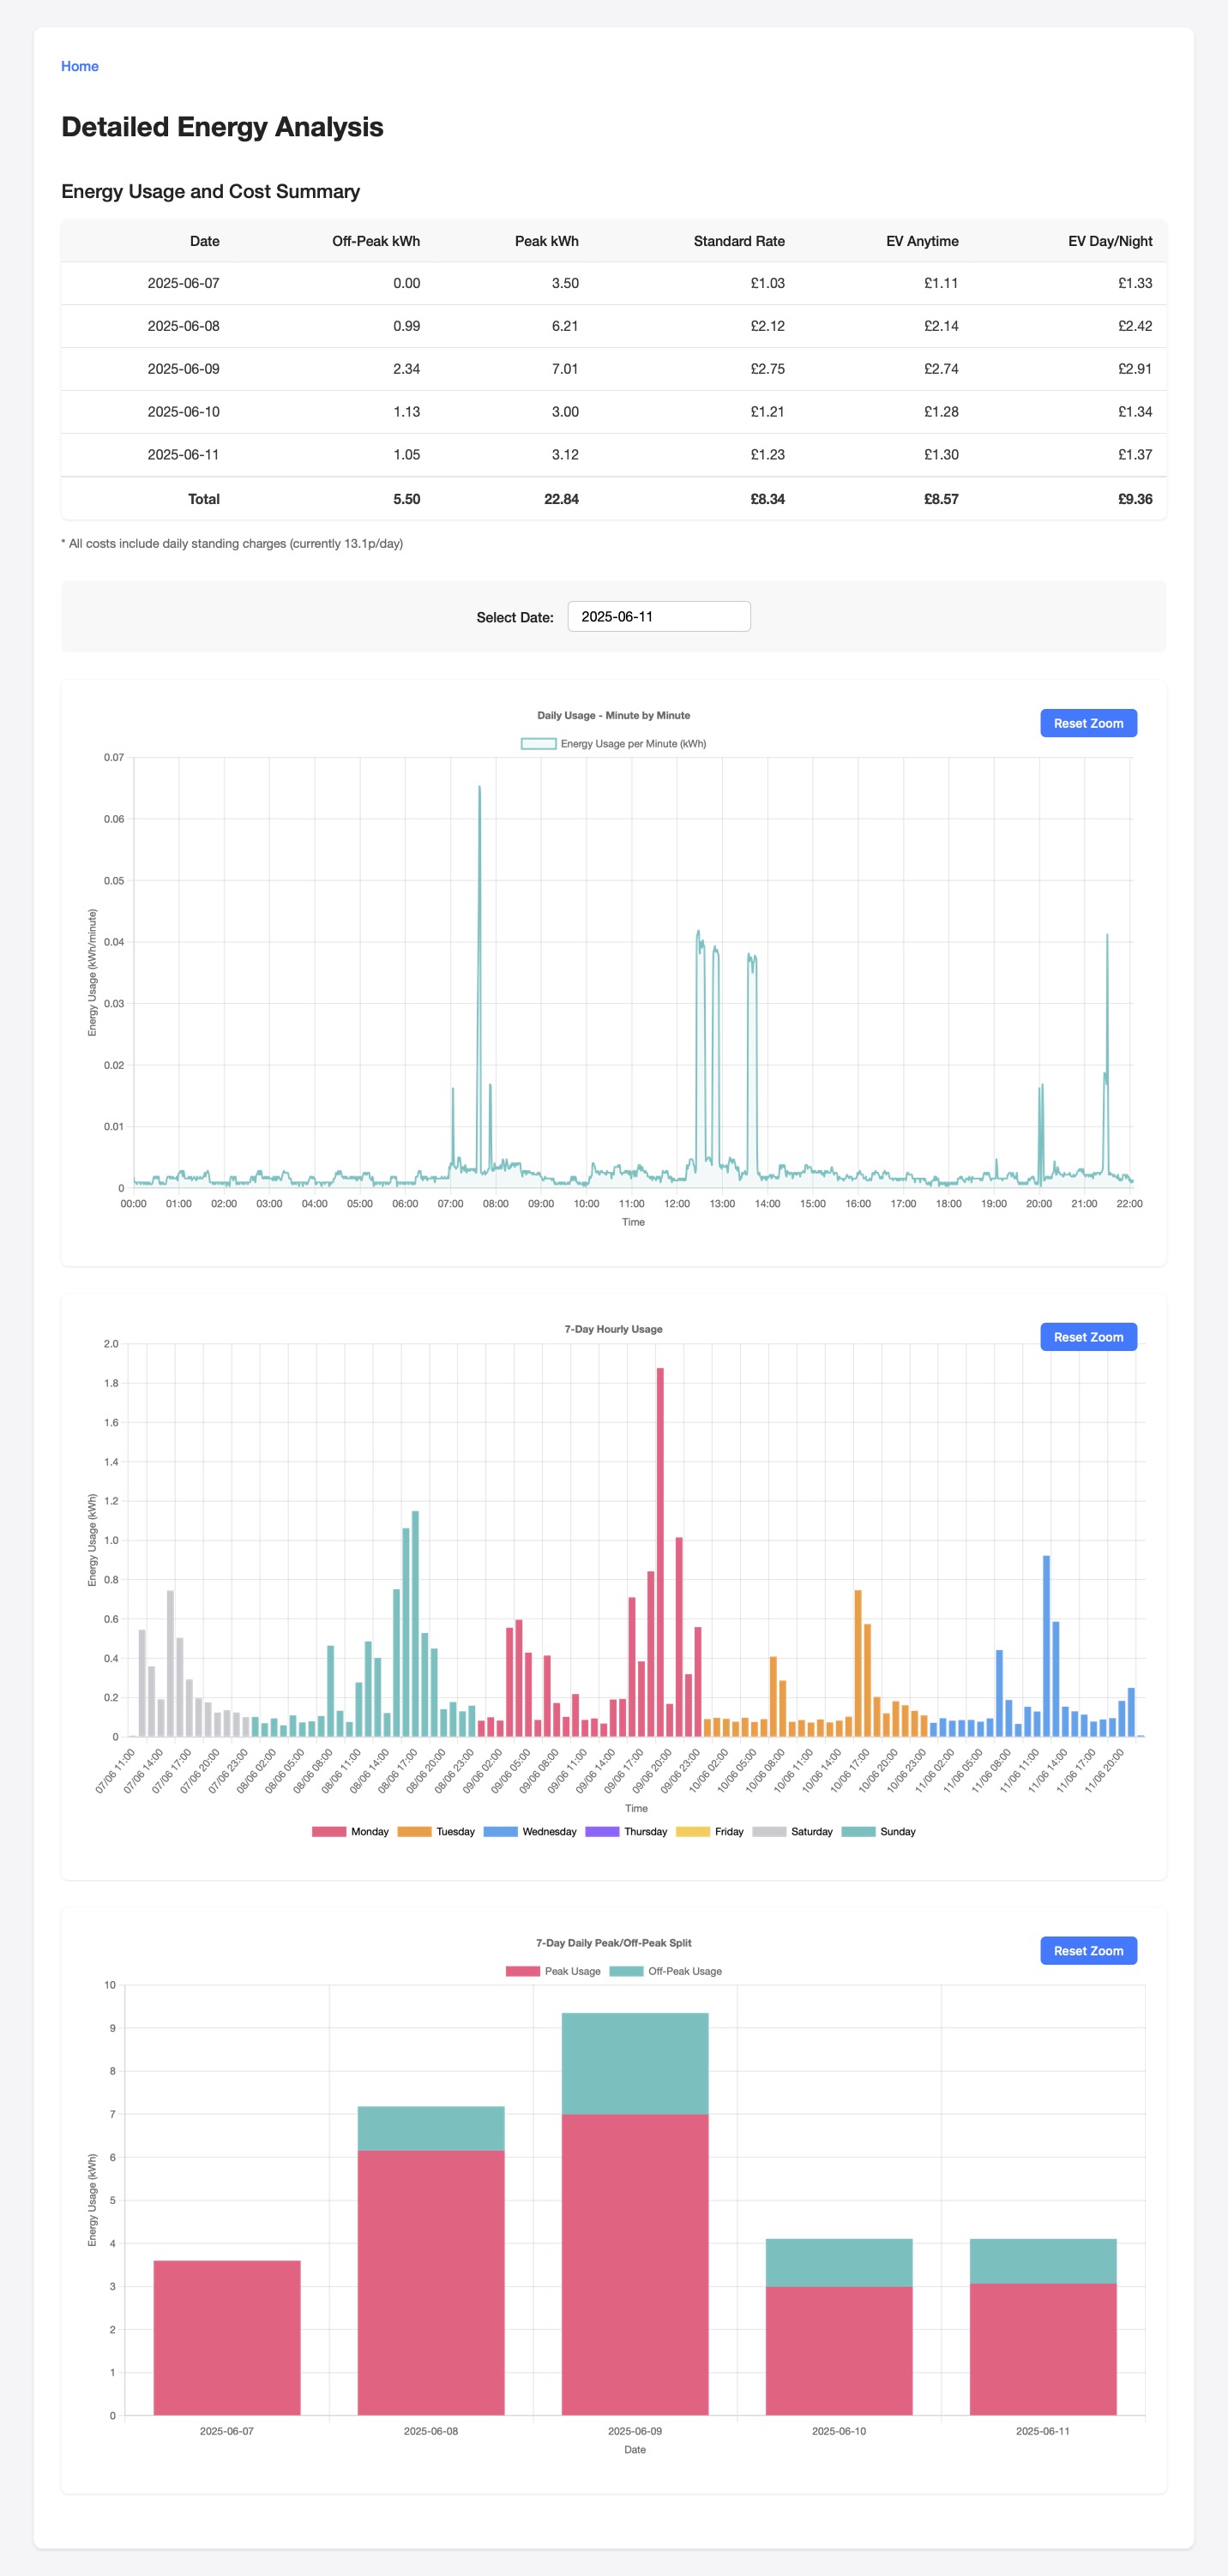 Home
Detailed Energy Analysis
Energy Usage and Cost Summary
Date Off-Peak kWh Peak kWh Standard Rate EV Anytime EV Day/Night
2025-06-07 0.00 3.50 £1.03 £1.11 £1.33
2025-06-08 0.99 6.21 £2.12 £2.14 £2.42
2025-06-09 2.34 7.01 £2.75 £2.74 £2.91
2025-06-10 1.13 3.00 £1.21 £1.28 £1.34
2025-06-11 1.05 3.12 £1.23 £1.30 £1.37
Total 5.50 22.84 £8.34 £8.57 £9.36
* All costs include daily standing charges (currently 13.1p/day)
Select Date: 2025-06-11
Daily Usage - Minute by Minute
Reset Zoom
Energy Usage per Minute (kWh)
Energy Usage (kWh/minute)
0.07
0.06
0.05
0.04
0.03
0.02
0.01
0
00:00 01:00 02:00 03:00 04:00 05:00 06:00 07:00 08:00 09:00 10:00 11:00 12:00 13:00 14:00 15:00 16:00 17:00 18:00 19:00 20:00 21:00 22:00
Time
7-Day Hourly Usage
Reset Zoom
Energy Usage (kWh)
2.0
1.8
1.6
1.4
1.2
1.0
0.8
0.6
0.4
0.2
0
07/06 11:00 07/06 14:00 07/06 17:00 07/06 20:00 07/06 23:00 08/06 02:00 08/06 05:00 08/06 08:00 08/06 11:00 08/06 14:00 08/06 17:00 08/06 20:00 08/06 23:00 09/06 02:00 09/06 05:00 09/06 08:00 09/06 11:00 09/06 14:00 09/06 17:00 09/06 20:00 09/06 23:00 10/06 02:00 10/06 05:00 10/06 08:00 10/06 11:00 10/06 14:00 10/06 17:00 10/06 20:00 10/06 23:00 11/06 02:00 11/06 05:00 11/06 08:00 11/06 11:00 11/06 14:00 11/06 17:00 11/06 20:00
Time
Monday Tuesday Wednesday Thursday Friday Saturday Sunday
7-Day Daily Peak/Off-Peak Split
Reset Zoom
Peak Usage Off-Peak Usage
Energy Usage (kWh)
10
9
8
7
6
5
4
3
2
1
0
2025-06-07 2025-06-08 2025-06-09 2025-06-10 2025-06-11
Date